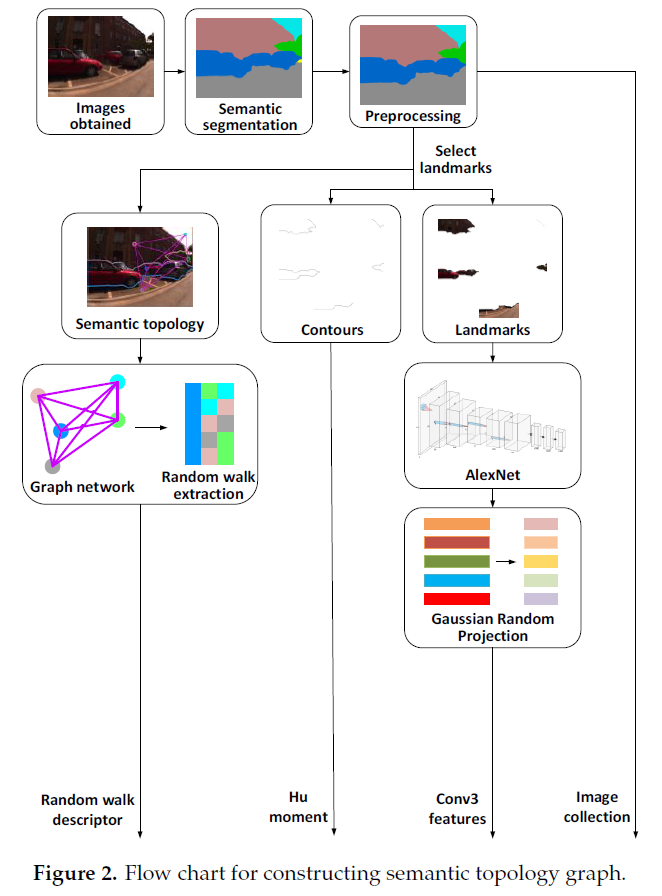 Images
obtained
Semantic
segmentation
Preprocessing
Select
landmarks
Semantic topology
Contours
Landmarks
Graph network
Random walk
extraction
AlexNet
Gaussian Random
Projection
Random walk
descriptor
Hu
moment
Conv3
features
Image
collection
Figure 2. Flow chart for constructing semantic topology graph.